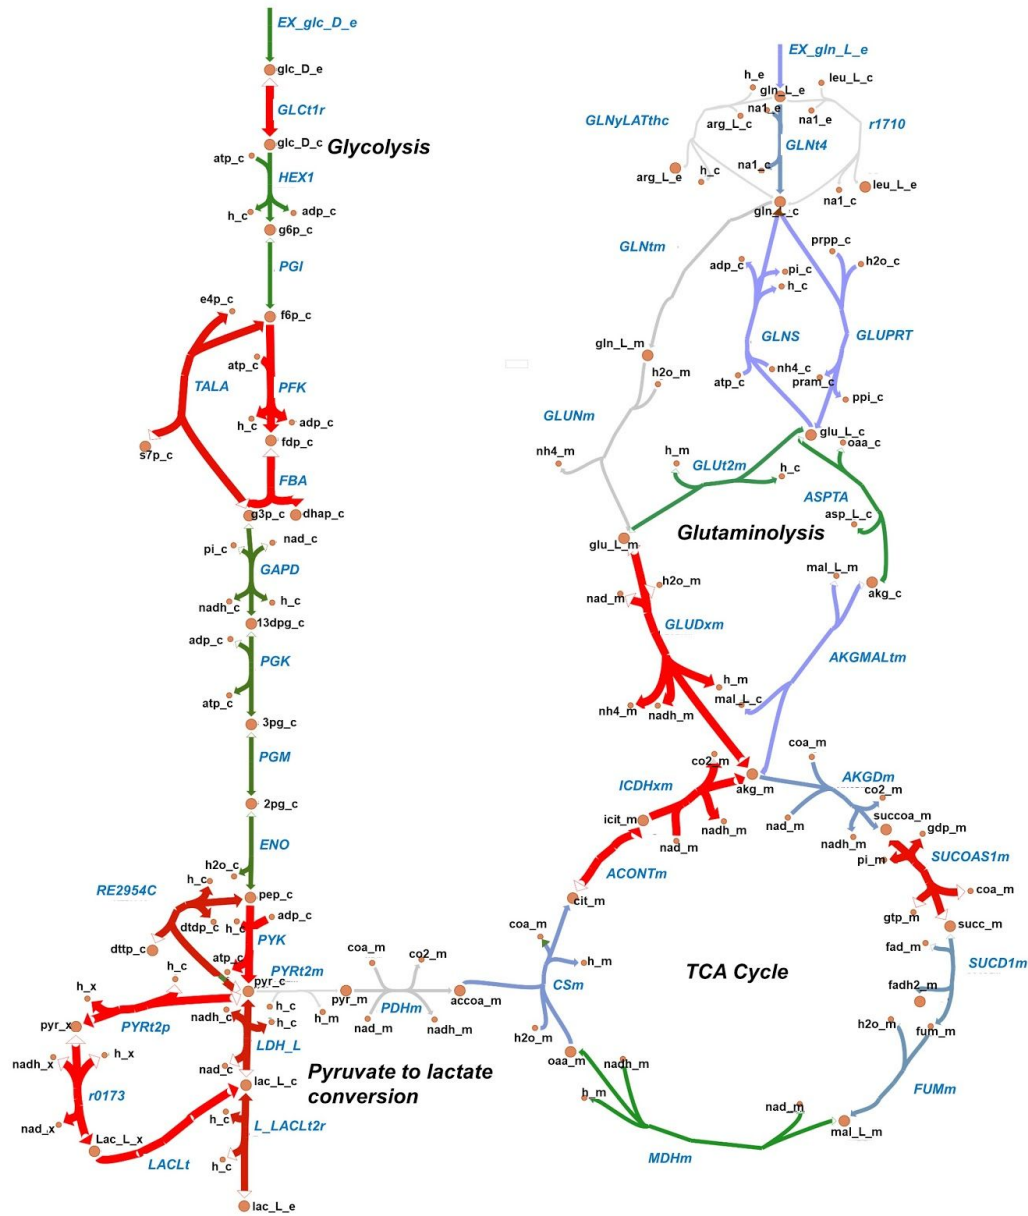 EX_glc_D_e
glc_D_e
GLCt1r
glc_D_c
Glycolysis
atp_c
HEX1
h_c
adp_c
g6p_c
PGI
e4p_c
f6p_c
atp_c
TALA
PFK
h_c
adp_c
s7p_c
fdp_c
FBA
g3p_c
dhap_c
pi_c
nad_c
GAPD
nadh_c
h_c
13dpg_c
adp_c
PGK
atp_c
3pg_c
PGM
2pg_c
ENO
h2o_c
h_c
RE2954C
pep_c
dtdp_c
h_c
adp_c
PYK
dttp_c
atp_c
h_c
PYRt2m
pyr_c
h_x
nadh_c
h_c
h_c
h_m
pyr_x
PYRt2p
LDH_L
nadh_x
h_x
nad_c
r0173
lac_L_c
Pyruvate to lactate
conversion
nad_x
h_c
L_LACLt2r
Lac_L_x
LACLt
h_c
lac_L_e
coa_m
co2_m
pyr_m
PDHm
accoa_m
nad_m
nadh_m
EX_gln_L_e
h_e
gln_L_e
leu_L_c
GLNyLATthc
arg_L_c
na1_e
na1_e
r1710
GLNt4
na1_c
arg_L_e
h_c
na1_c
leu_L_e
gln_L_c
GLNtm
prpp_c
adp_c
pi_c
h2o_c
h_c
GLNS
GLUPRT
gln_L_m
h2o_m
atp_c
nh4_c
pram_c
ppi_c
GLUNm
glu_L_c
oaa_c
nh4_m
h_m
GLUt2m
h_c
ASPTA
asp_L_c
glu_L_m
Glutaminolysis
mal_L_m
akg_c
nad_m
h2o_m
GLUDxm
AKGMALtm
h_m
mal_L_c
nh4_m
nadh_m
coa_m
co2_m
ICDHxm
akg_m
AKGDm
co2_m
icit_m
nad_m
nadh_m
nad_m
nadh_m
succoa_m
gdp_m
pi_m
SUCOAS1m
ACONTm
coa_m
cit_m
gtp_m
succ_m
coa_m
h_m
CSm
TCA Cycle
fad_m
SUCD1m
fadh2_m
h2o_m
h2o_m
fum_m
oaa_m
nadh_m
h_m
nad_m
FUMm
mal_L_m
MDHm